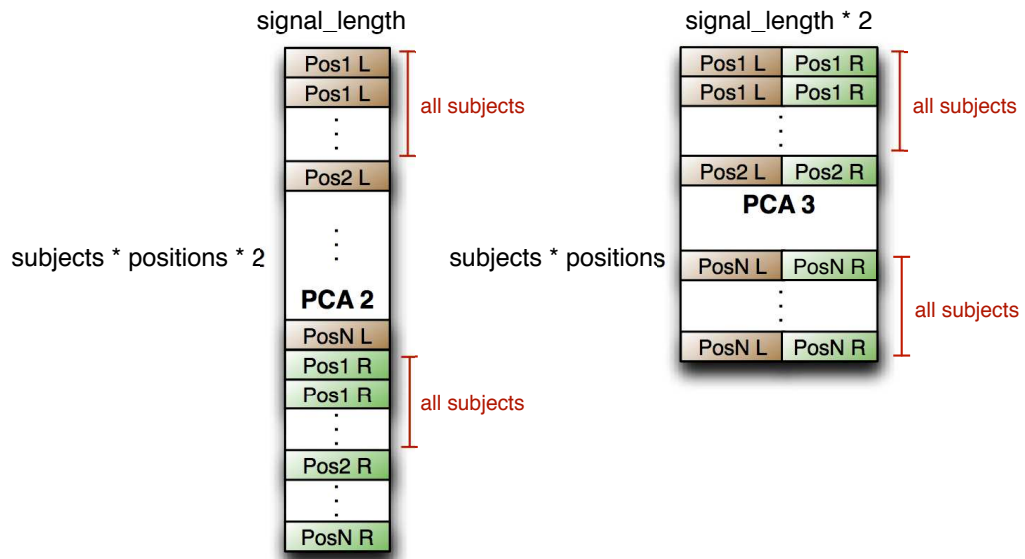 signal_length
Pos1 L
Pos1 L
all subjects
Pos2 L
subjects * positions * 2
PCA 2
PosN L
Pos1 R
Pos1 R
all subjects
Pos2 R
PosN R
signal_length * 2
Pos1 L Pos1 R
Pos1 L Pos1 R
all subjects
Pos2 L Pos2 R
PCA 3
subjects * positions
PosN L PosN R
all subjects
PosN L PosN R